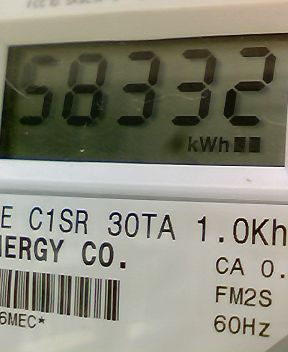 58332
kWh
E C1SR 30TA 1.0Kh
NERGY CO.
CA 0.
FM2S
6MEC*
60Hz